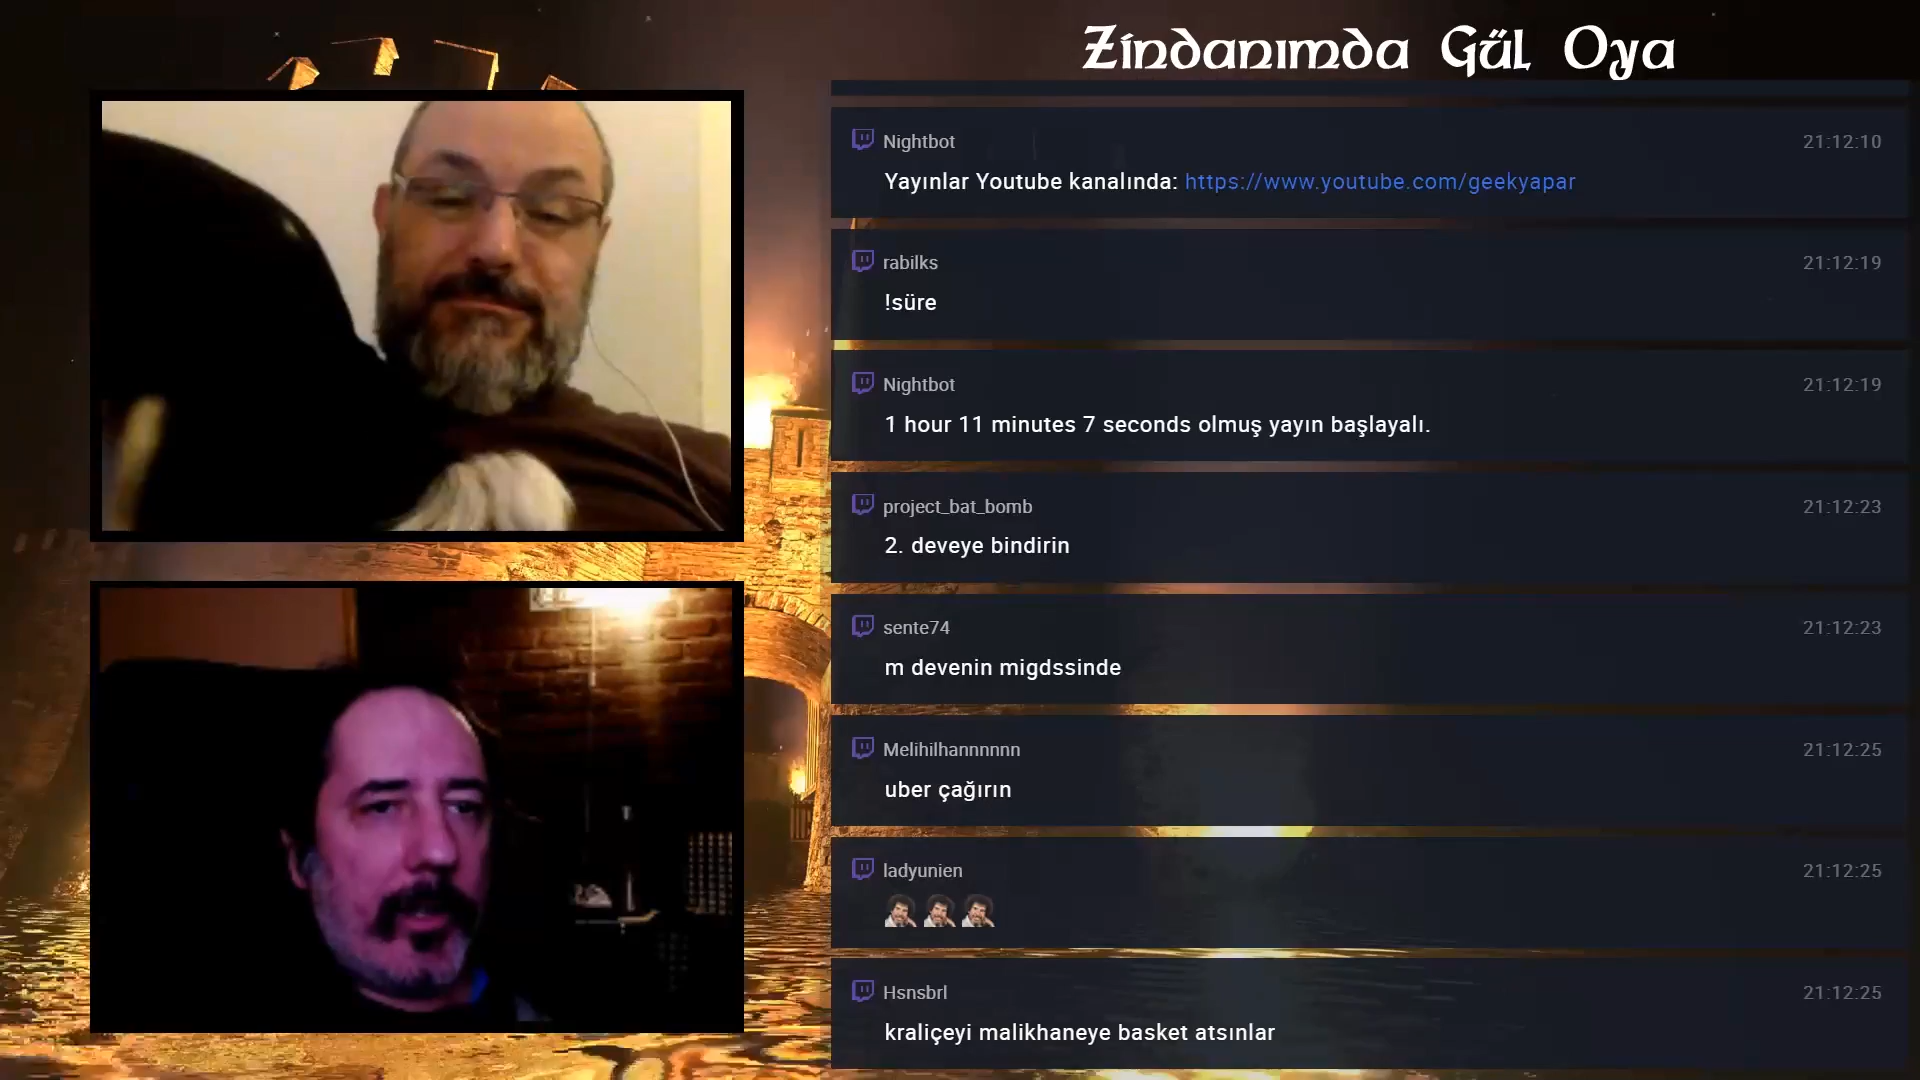 Zindanımda Gül Oya
Nightbot 21:12:10
Yayınlar Youtube kanalında: https://www.youtube.com/geekyapar
rabilks 21:12:19
!süre
Nightbot 21:12:19
1 hour 11 minutes 7 seconds olmuş yayın başlayalı.
project_bat_bomb 21:12:23
2. deveye bindirin
sente74 21:12:23
m devenin migdssinde
Melihilhannnnnn 21:12:25
uber çağırın
ladyunien 21:12:25
Hsnsbrl 21:12:25
kraliçeyi malikhaneye basket atsınlar